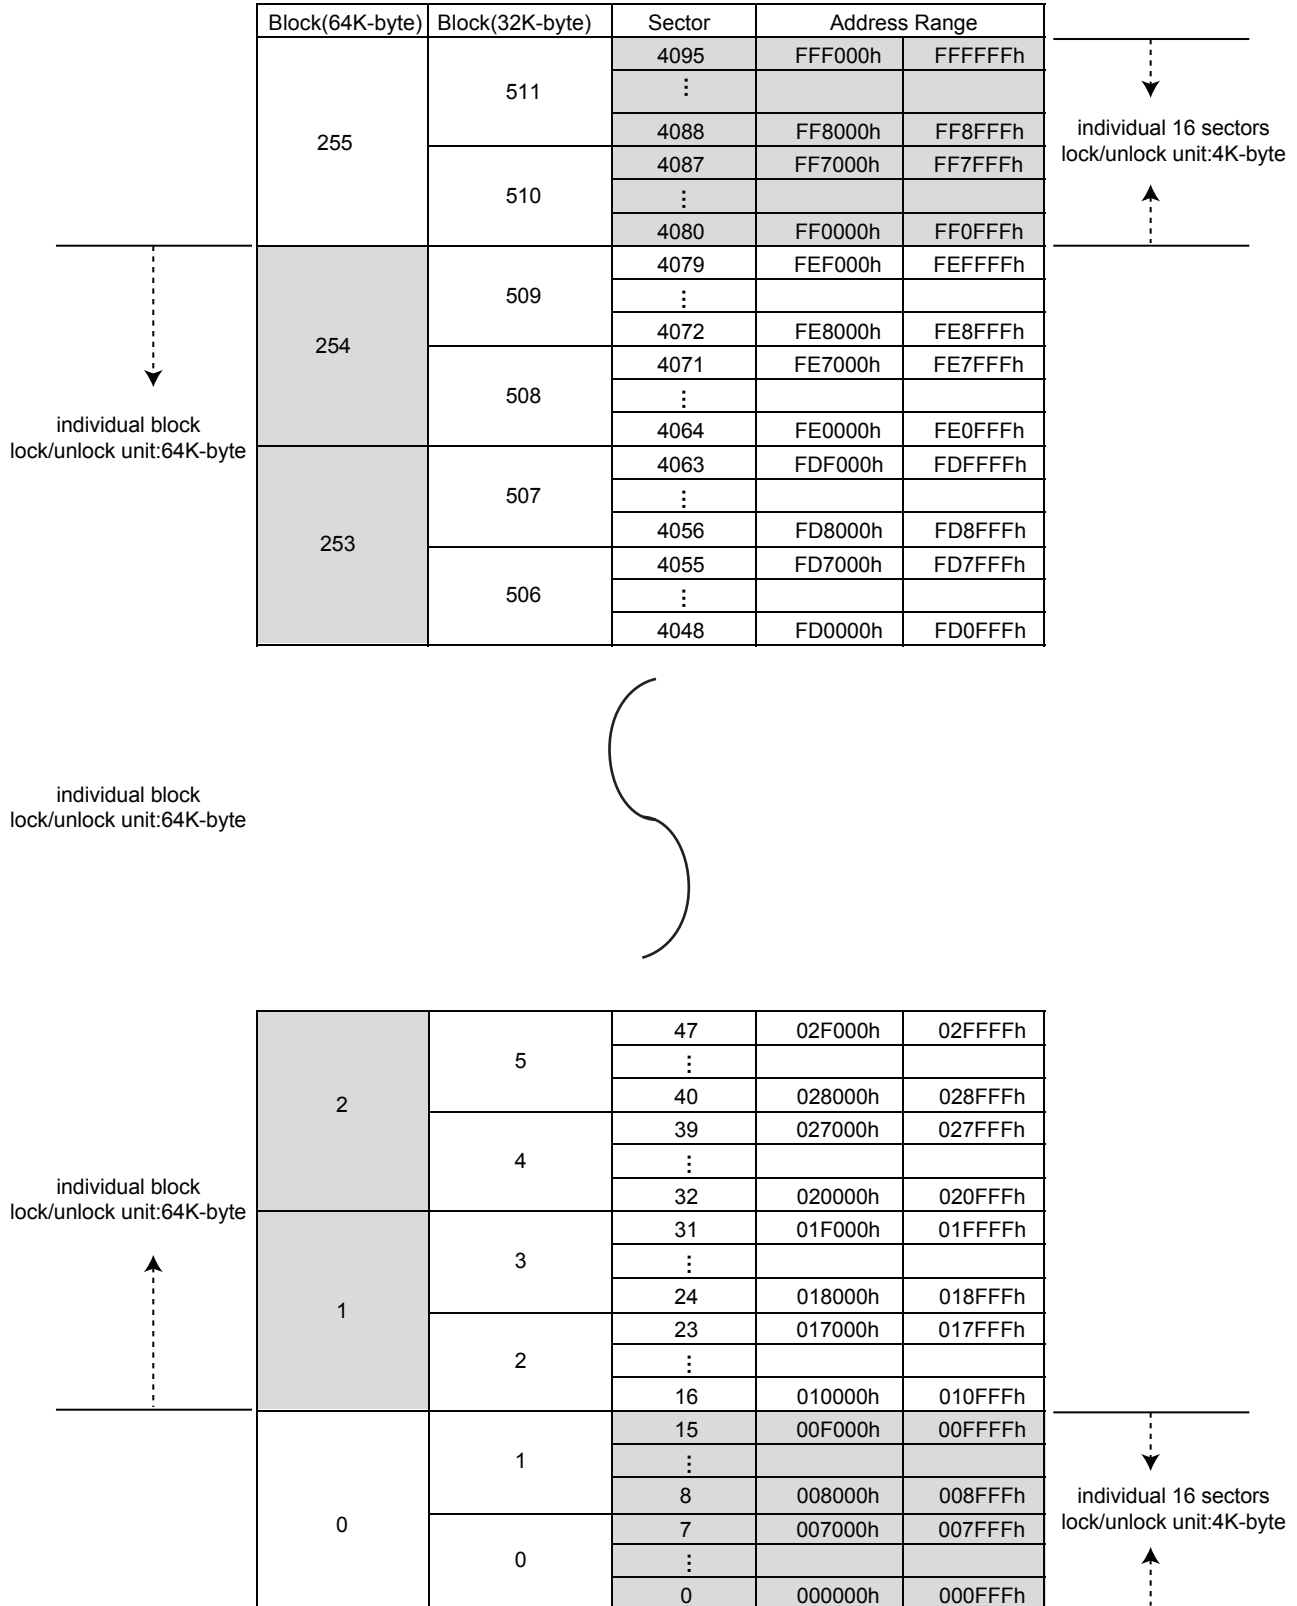 Block(64K-byte) Block(32K-byte) Sector Address Range
4095 FFF000h FFFFFFh
511 ⋮
individual 16 sectors
lock/unlock unit:4K-byte
255
4088 FF8000h FF8FFFh
4087 FF7000h FF7FFFh
510 ⋮
4080 FF0000h FF0FFFh
4079 FEF000h FEFFFFh
509 ⋮
4072 FE8000h FE8FFFh
254
4071 FE7000h FE7FFFh
508 ⋮
individual block
lock/unlock unit:64K-byte
4064 FE0000h FE0FFFh
4063 FDF000h FDFFFFh
507 ⋮
4056 FD8000h FD8FFFh
253
4055 FD7000h FD7FFFh
506 ⋮
4048 FD0000h FD0FFFh
individual block
lock/unlock unit:64K-byte
47 02F000h 02FFFFh
5 ⋮
40 028000h 028FFFh
2
39 027000h 027FFFh
4 ⋮
individual block
lock/unlock unit:64K-byte
32 020000h 020FFFh
31 01F000h 01FFFFh
3 ⋮
24 018000h 018FFFh
1
23 017000h 017FFFh
2 ⋮
16 010000h 010FFFh
15 00F000h 00FFFFh
1 ⋮
8 008000h 008FFFh
individual 16 sectors
lock/unlock unit:4K-byte
0
7 007000h 007FFFh
0 ⋮
0 000000h 000FFFh